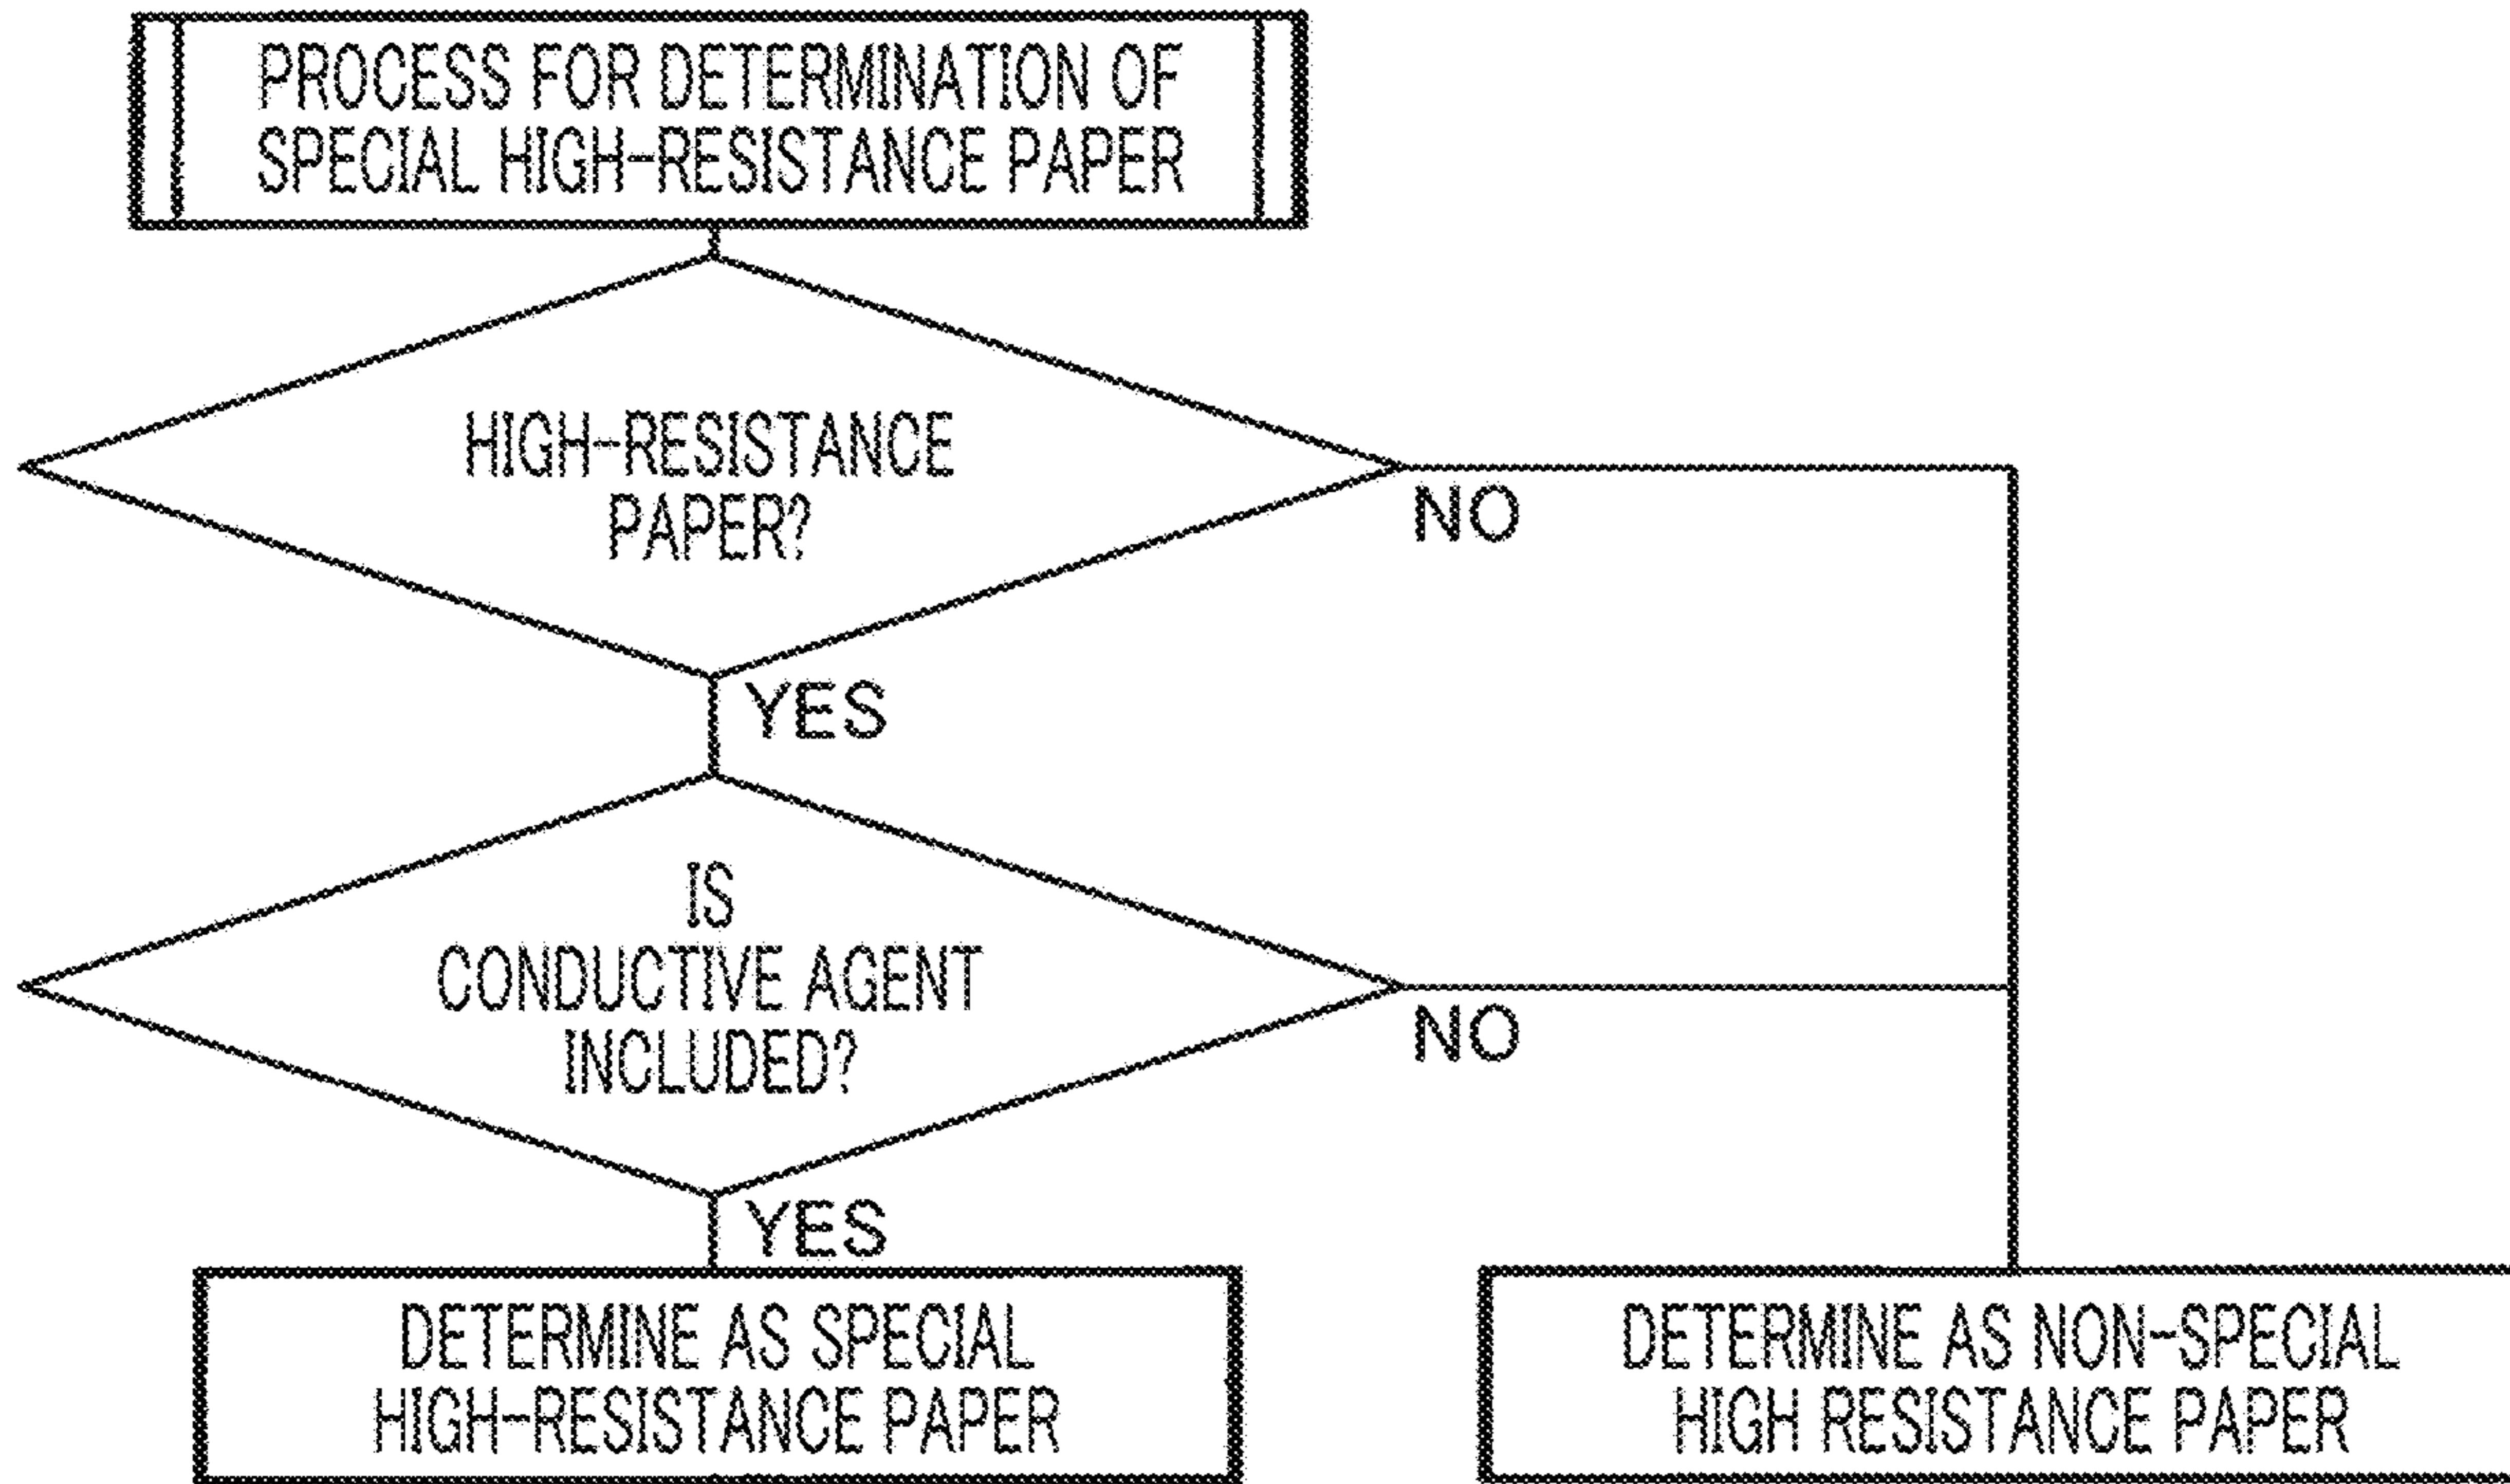 PROCESS FOR DETERMINATION OF
SPECIAL HIGH-RESISTANCE PAPER
HIGH-RESISTANCE
PAPER?
NO
YES
IS
CONDUCTIVE AGENT
INCLUDED?
NO
YES
DETERMINE AS SPECIAL
HIGH-RESISTANCE PAPER
DETERMINE AS NON-SPECIAL
HIGH RESISTANCE PAPER